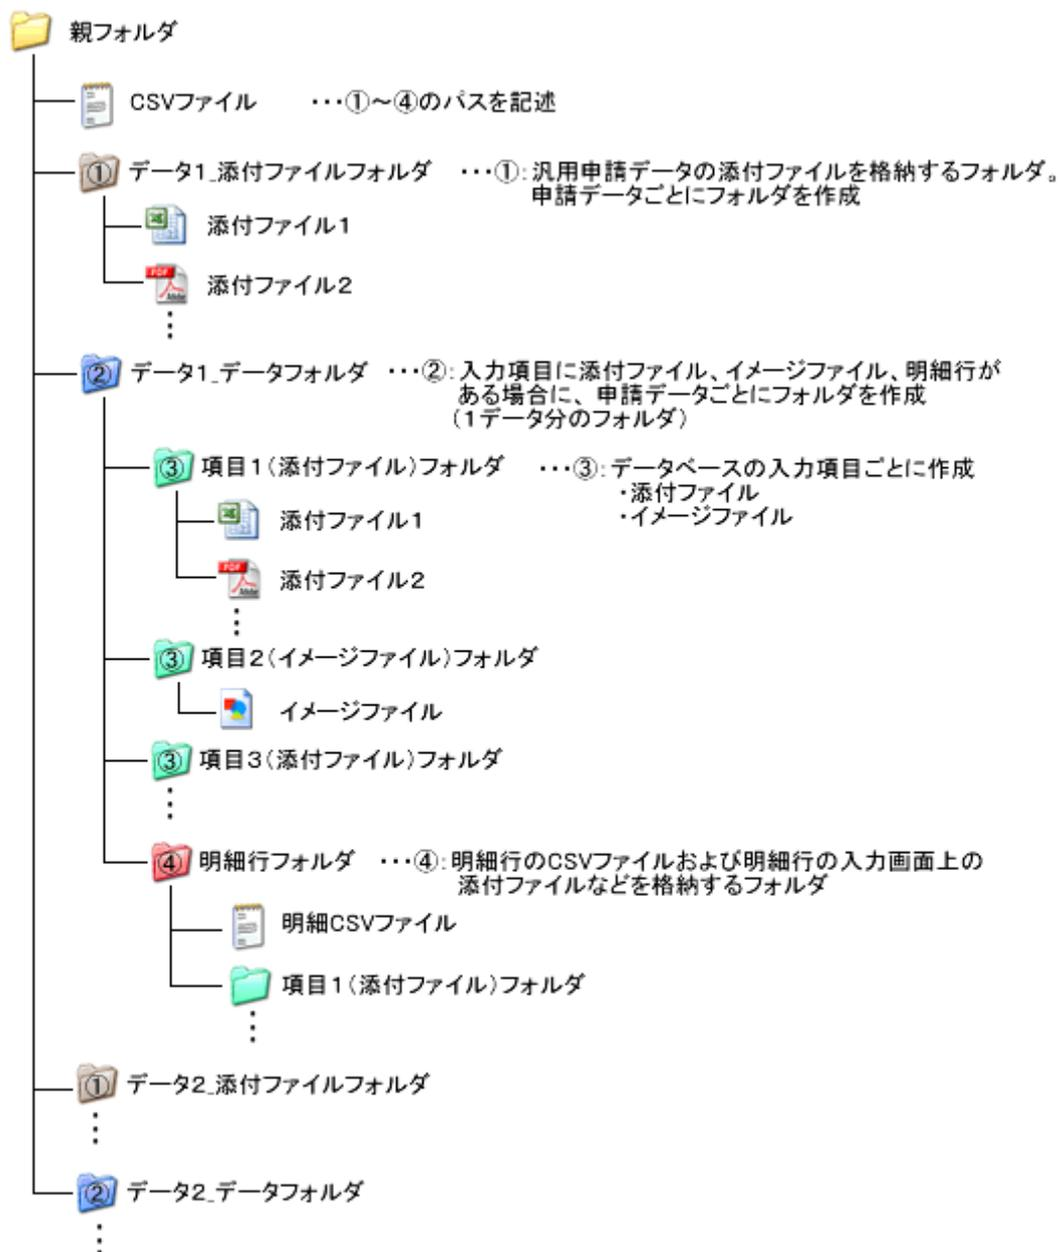 親フォルダ
CSVファイル ・・・①～④のパスを記述
① データ1_添付ファイルフォルダ ・・・①:汎用申請データの添付ファイルを格納するフォルダ。
申請データごとにフォルダを作成
添付ファイル1
PDF Adobe 添付ファイル2
② データ1_データフォルダ ・・・②:入力項目に添付ファイル、イメージファイル、明細行が
ある場合に、申請データごとにフォルダを作成
(1データ分のフォルダ)
③ 項目1(添付ファイル)フォルダ ・・・③:データベースの入力項目ごとに作成
・添付ファイル
・イメージファイル
添付ファイル1
PDF Adobe 添付ファイル2
③ 項目2(イメージファイル)フォルダ
イメージファイル
③ 項目3(添付ファイル)フォルダ
④ 明細行フォルダ ・・・④:明細行のCSVファイルおよび明細行の入力画面上の
添付ファイルなどを格納するフォルダ
明細CSVファイル
項目1(添付ファイル)フォルダ
① データ2_添付ファイルフォルダ
② データ2_データフォルダ